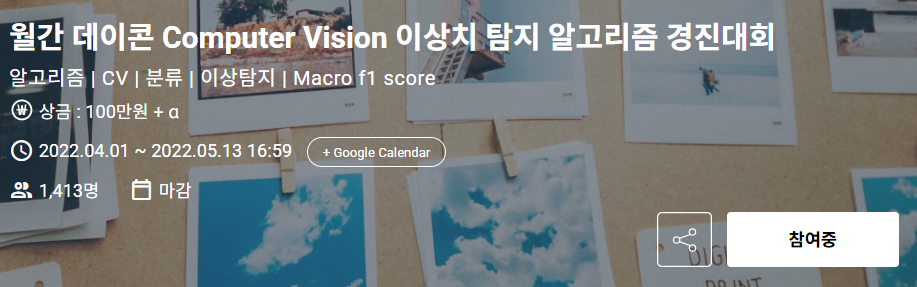 월간 데이콘 Computer Vision 이상치 탐지 알고리즘 경진대회
알고리즘 | CV | 분류 | 이상탐지 | Macro f1 score
상금 : 100만원 + α
2022.04.01 ~ 2022.05.13 16:59
+ Google Calendar
1,413명
마감
참여중